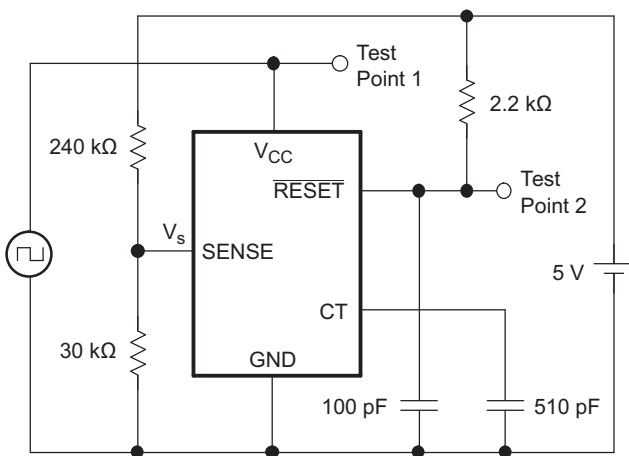 Test
Point 1
2.2 kΩ
240 kΩ
VCC
RESET
Test
Point 2
Vs
SENSE
5 V
CT
30 kΩ
GND
100 pF
510 pF